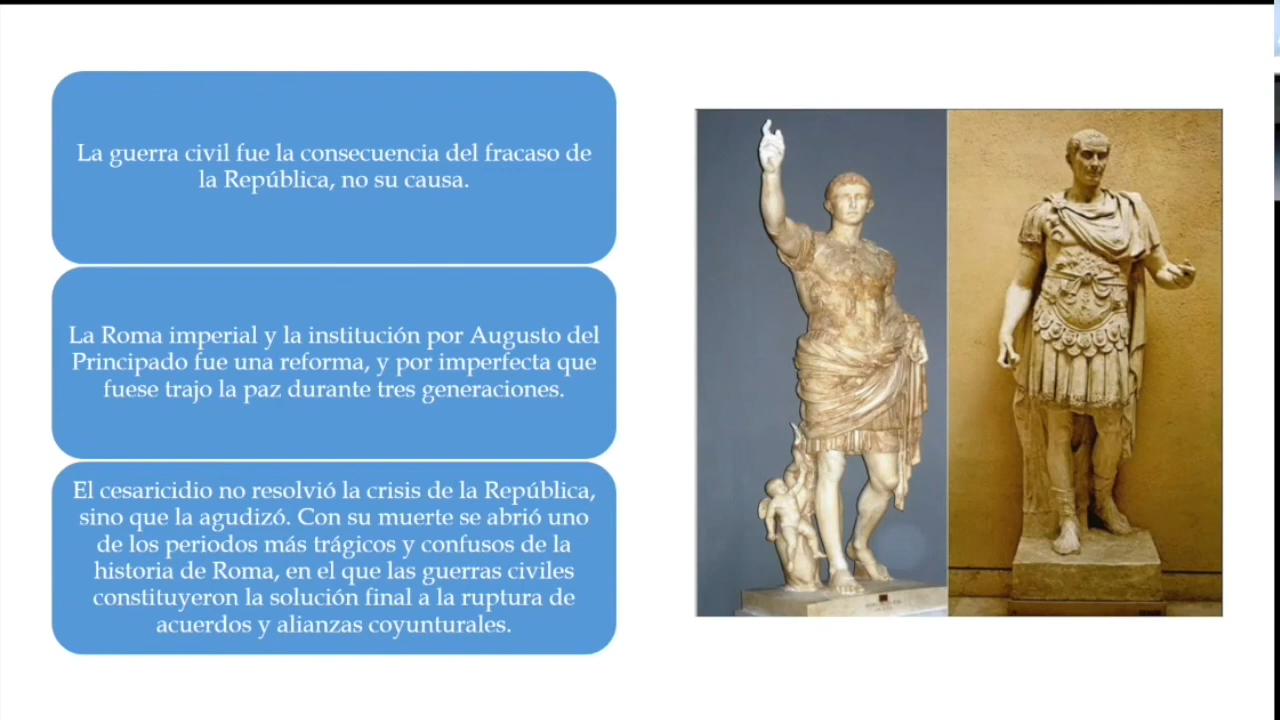 La guerra civil fue la consecuencia del fracaso de
la República, no su causa.
La Roma imperial y la institución por Augusto del
Principado fue una reforma, y por imperfecta que
fuese trajo la paz durante tres generaciones.
El cesaricidio no resolvió la crisis de la República,
sino que la agudizó. Con su muerte se abrió uno
de los periodos más trágicos y confusos de la
historia de Roma, en el que las guerras civiles
constituyeron la solución final a la ruptura de
acuerdos y alianzas coyunturales.